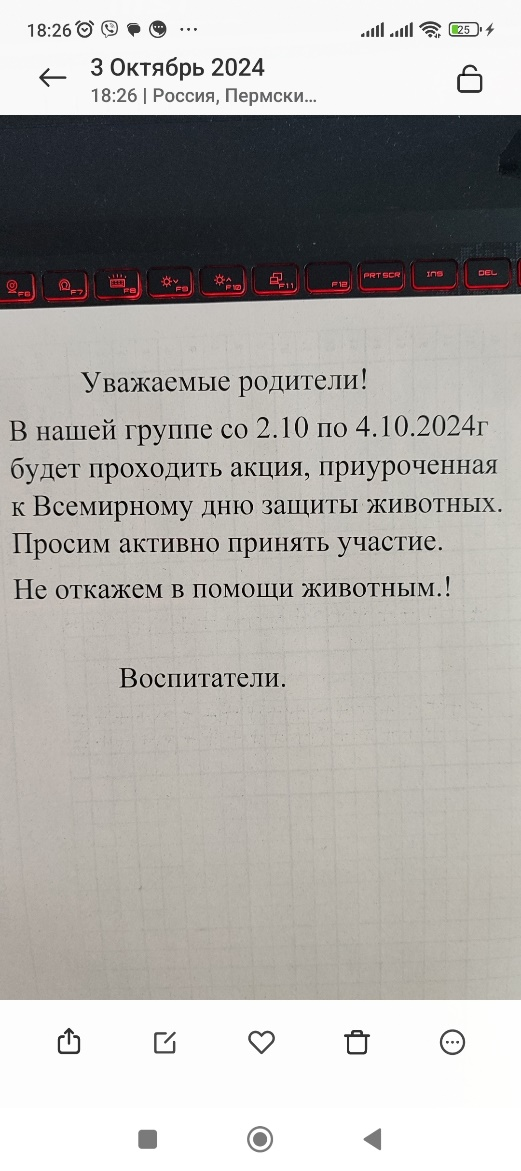 18:26
25
3 Октябрь 2024
18:26 | Россия, Пермски...
F6
F7
F8
F9
F10
F11
F12
PRT SCR
INS
DEL
Уважаемые родители!
В нашей группе со 2.10 по 4.10.2024г
будет проходить акция, приуроченная
к Всемирному дню защиты животных.
Просим активно принять участие.
Не откажем в помощи животным.!
Воспитатели.